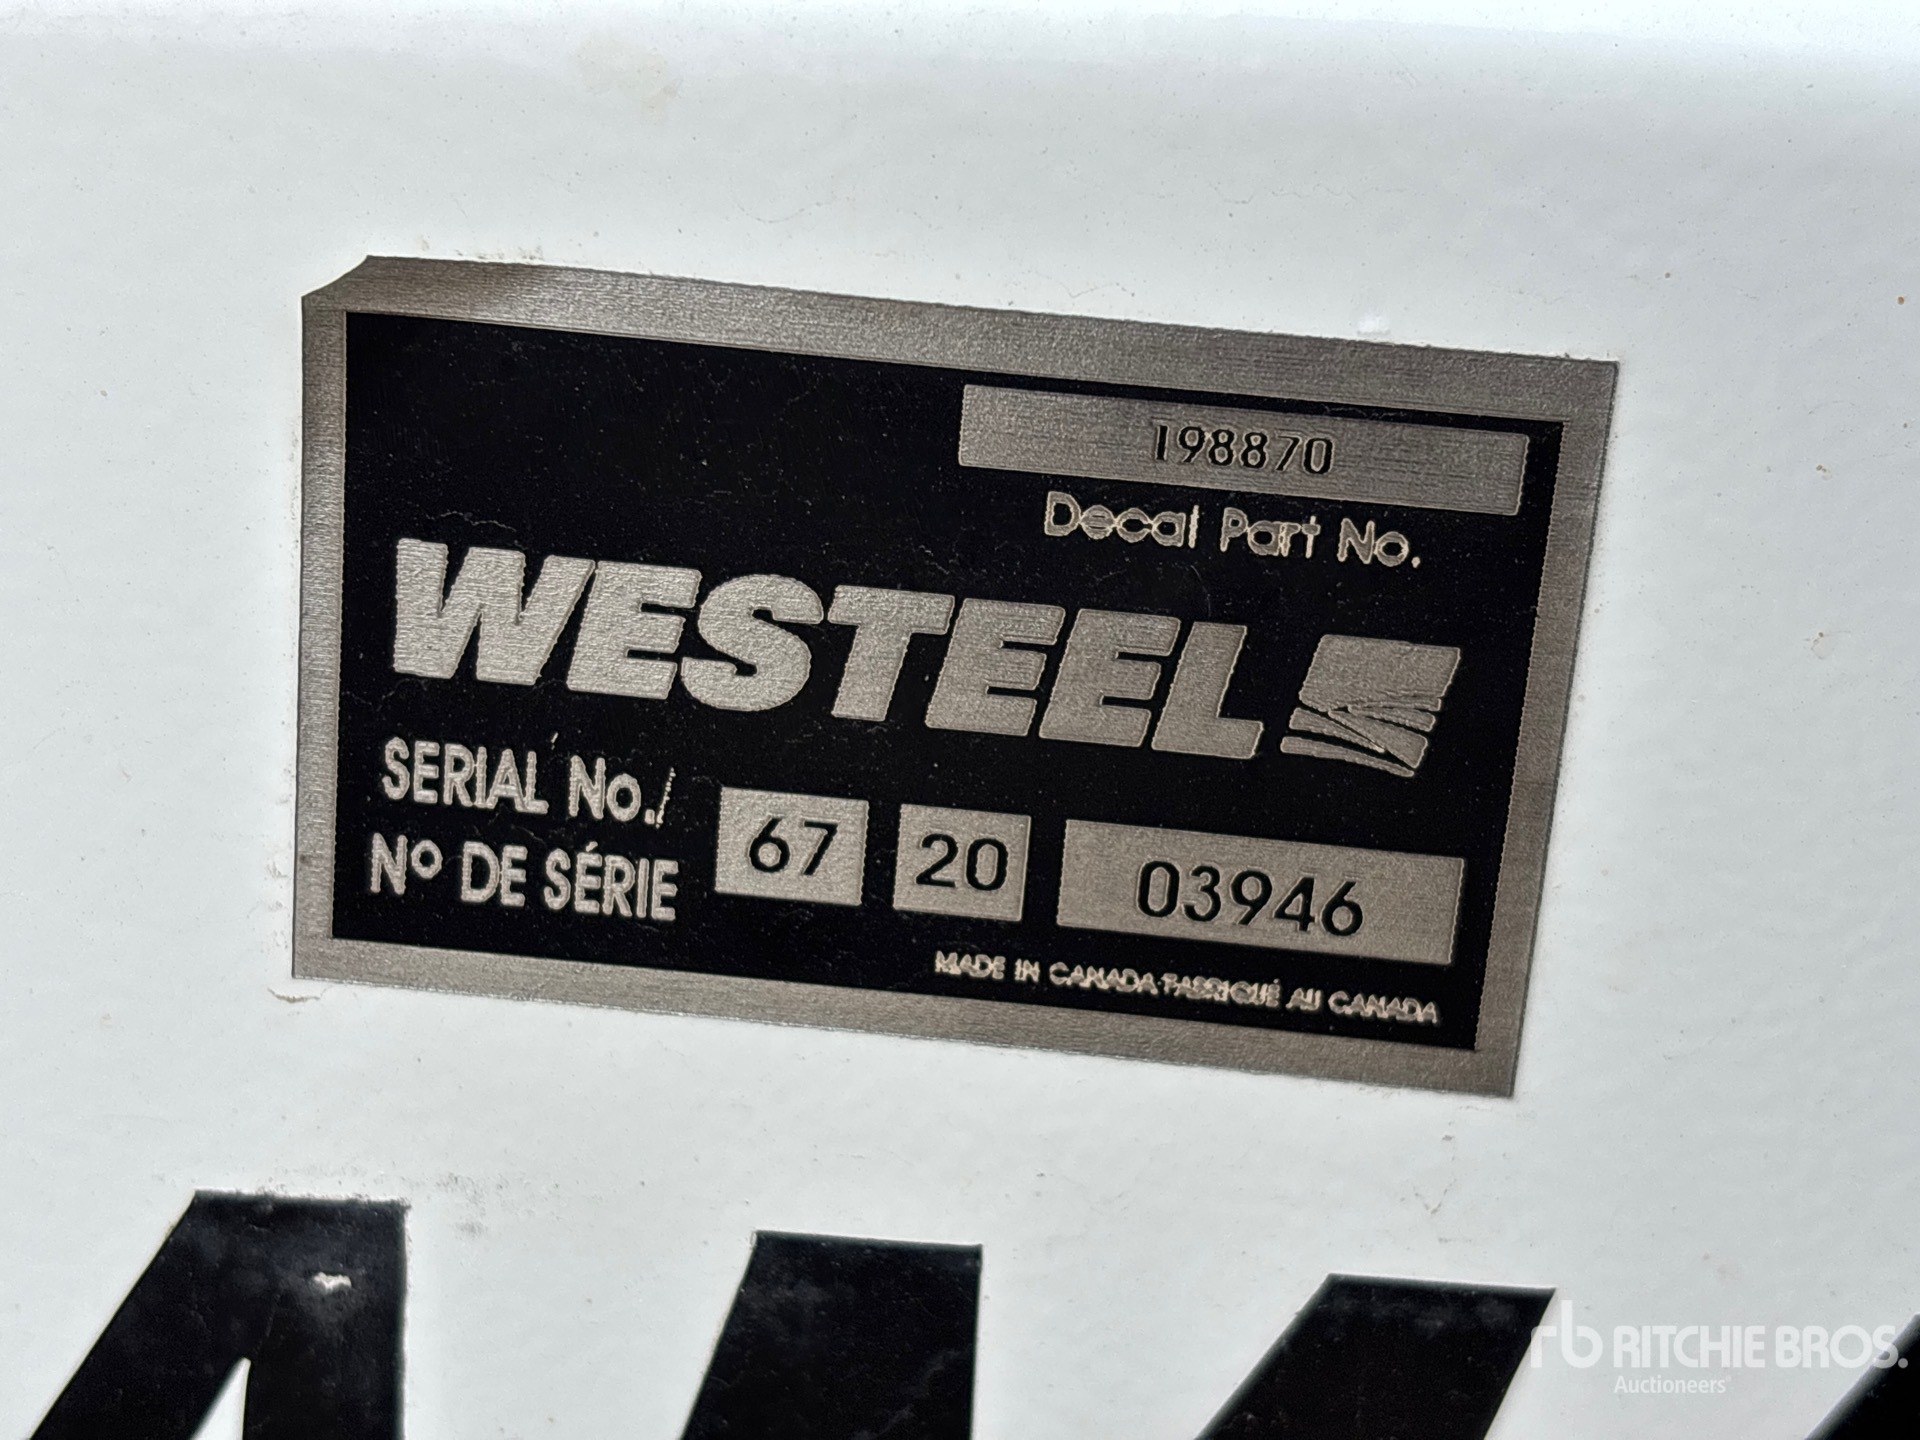 198870
Decal Part No.
WESTEEL
SERIAL No./
Nº DE SÉRIE
67 20 03946
MADE IN CANADA·FABRIQUÉ AU CANADA
rb RITCHIE BROS.
Auctioneers